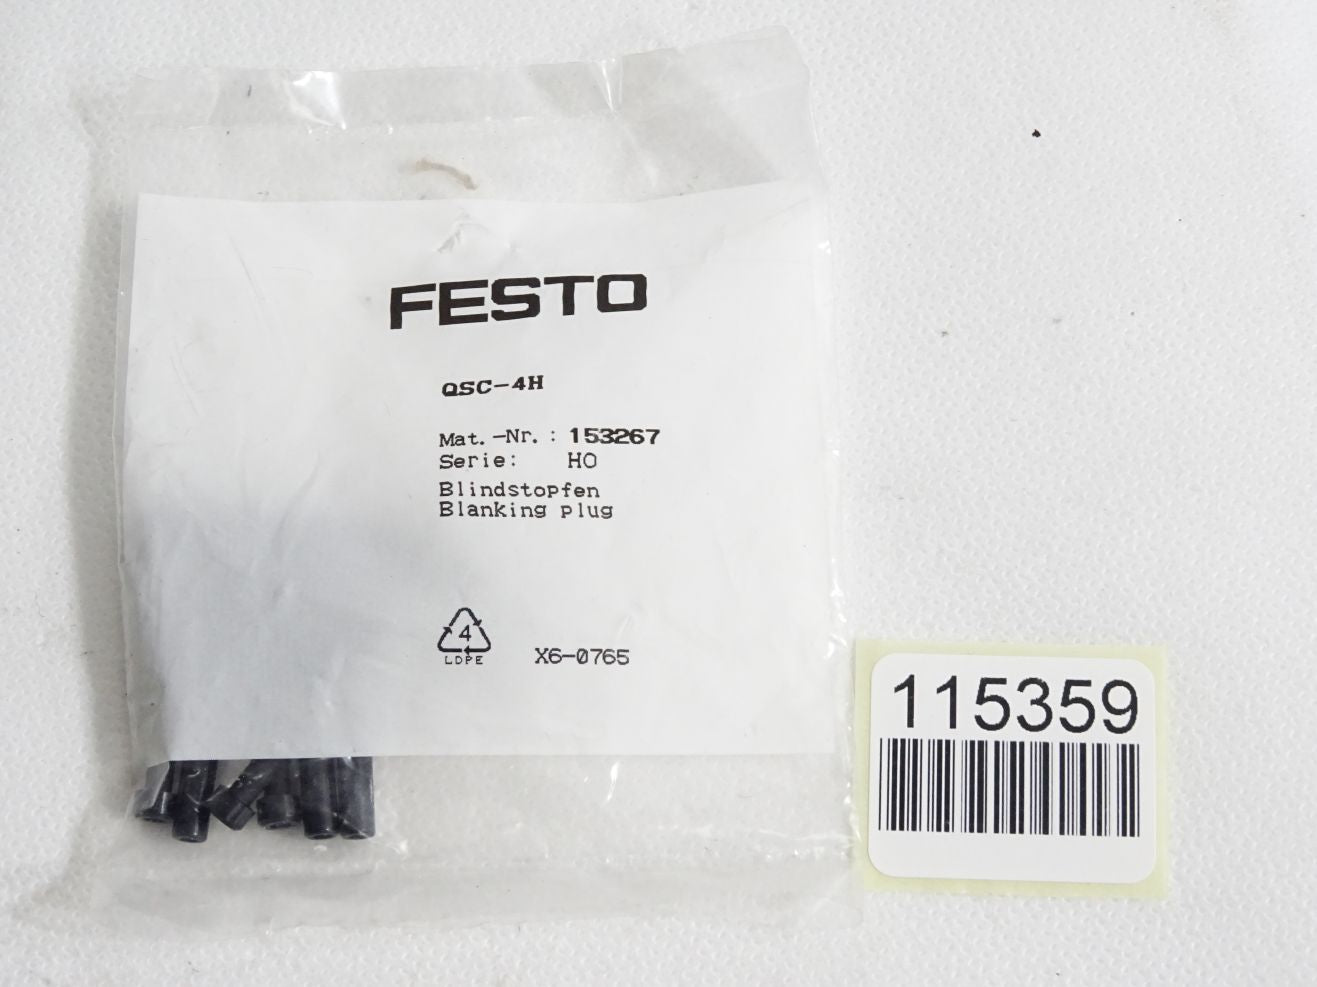 FESTO
QSC-4H
Mat.-Nr.: 153267
Serie: HO
Blindstopfen
Blanking plug
4
LDPE
X6-0765
115359